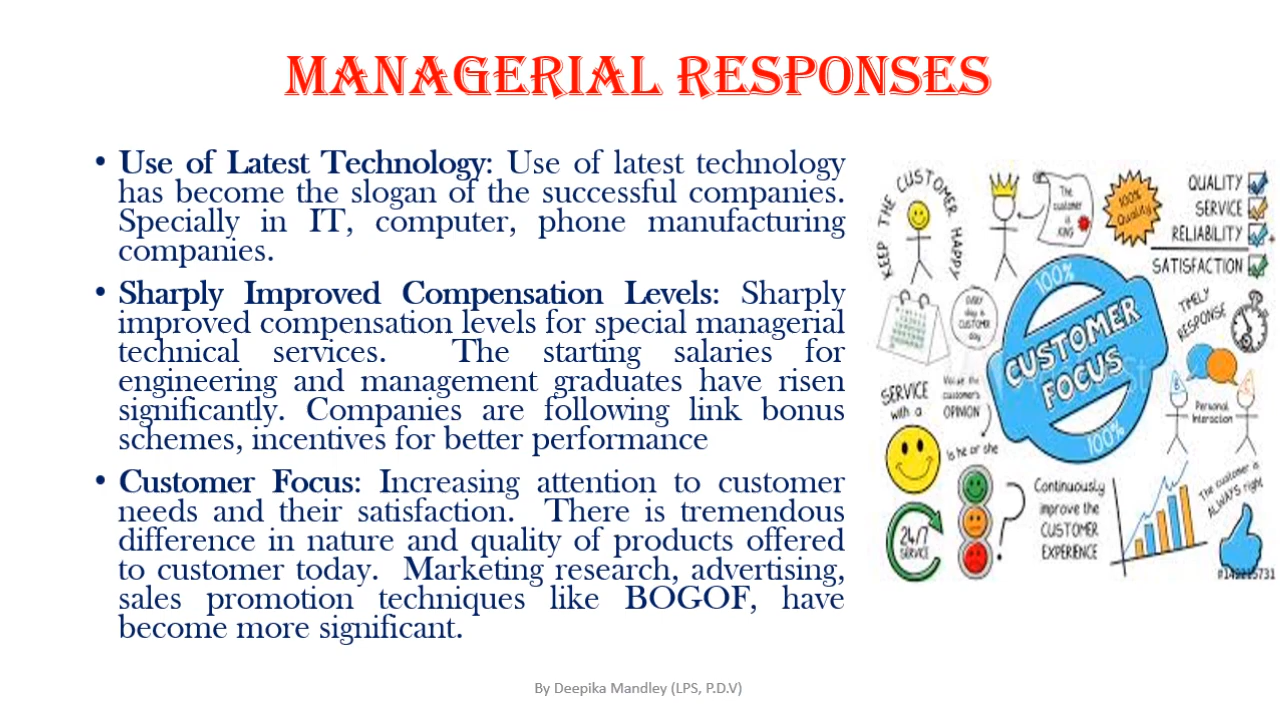 MANAGERIAL RESPONSES
• Use of Latest Technology: Use of latest technology
has become the slogan of the successful companies.
Specially in IT, computer, phone manufacturing
companies.
• Sharply Improved Compensation Levels: Sharply
improved compensation levels for special managerial
technical services. The starting salaries for
engineering and management graduates have risen
significantly. Companies are following link bonus
schemes, incentives for better performance
• Customer Focus: Increasing attention to customer
needs and their satisfaction. There is tremendous
difference in nature and quality of products offered
to customer today. Marketing research, advertising,
sales promotion techniques like BOGOF, have
become more significant.
KEEP THE CUSTOMER HAPPY
The
customer
is
KING
100%
Quality
QUALITY
SERVICE
RELIABILITY
SATISFACTION
EVERY
day is
CUSTOMER
day
100%
CUSTOMER
FOCUS
100%
TIMELY
RESPONSE
SERVICE
with a
Value the
customer's
OPINION
Is he or she
?
Personal
Interaction
24/7
SERVICE
Continuously
improve the
CUSTOMER
EXPERIENCE
The customer is
ALWAYS right
By Deepika Mandley (LPS, P.D.V)